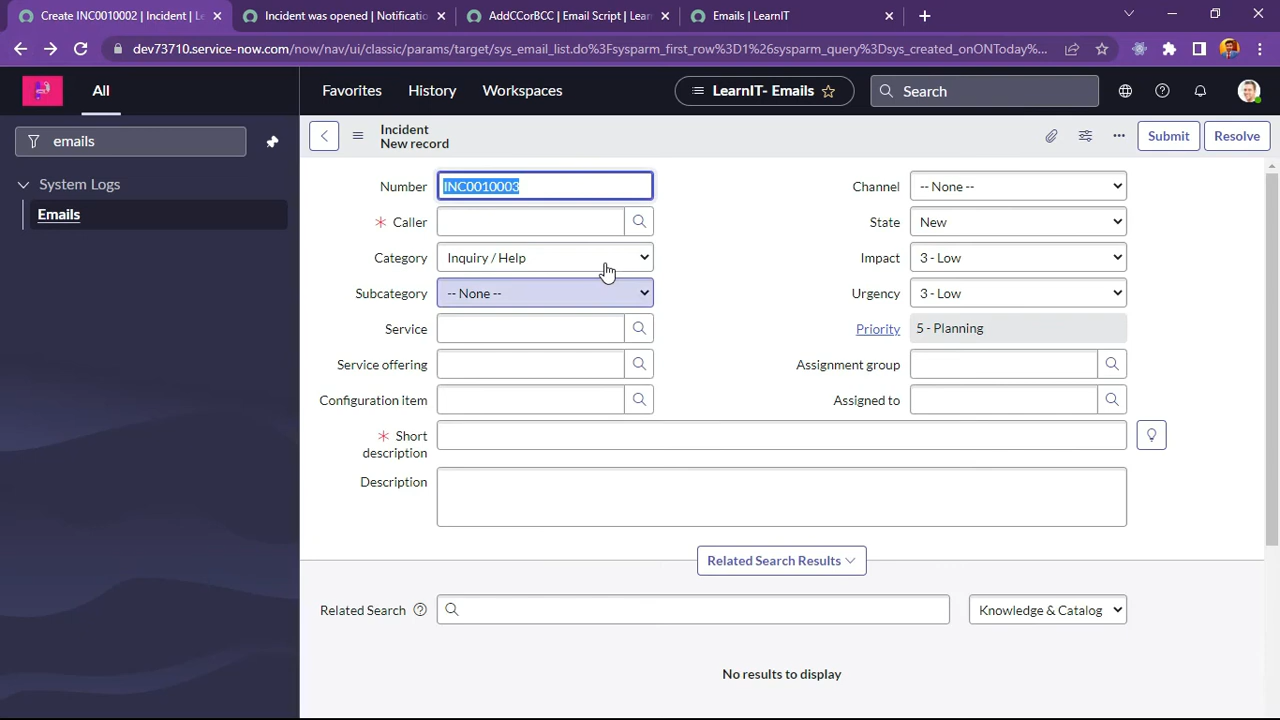 Create INC0010002 | Incident | Le
Incident was opened | Notificatio
AddCCorBCC | Email Script | Learn
Emails | LearnIT
dev73710.service-now.com/now/nav/ui/classic/params/target/sys_email_list.do%3Fsysparm_first_row%3D1%26sysparm_query%3Dsys_created_onONToday%...
All
Favorites
History
Workspaces
LearnIT- Emails
Search
emails
System Logs
Emails
Incident
New record
Submit
Resolve
Number
INC0010003
Channel
-- None --
Caller
State
New
Category
Inquiry / Help
Impact
3 - Low
Subcategory
-- None --
Urgency
3 - Low
Service
Priority
5 - Planning
Service offering
Assignment group
Configuration item
Assigned to
Short
description
Description
Related Search Results
Related Search
Knowledge & Catalog
No results to display